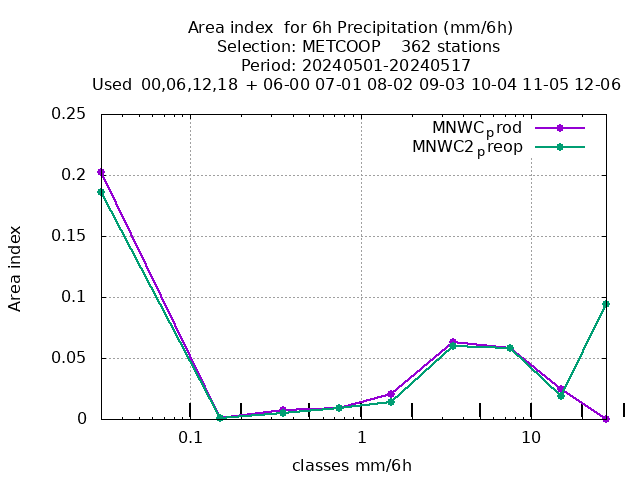 Area index  for 6h Precipitation (mm/6h)
Selection: METCOOP    362 stations
Period: 20240501-20240517
Used  00,06,12,18  + 06-00 07-01 08-02 09-03 10-04 11-05 12-06
0.25
MNWCprod
MNWC2preop
0.2
0.15
Area index
0.1
0.05
0
0.1 1 10
classes mm/6h